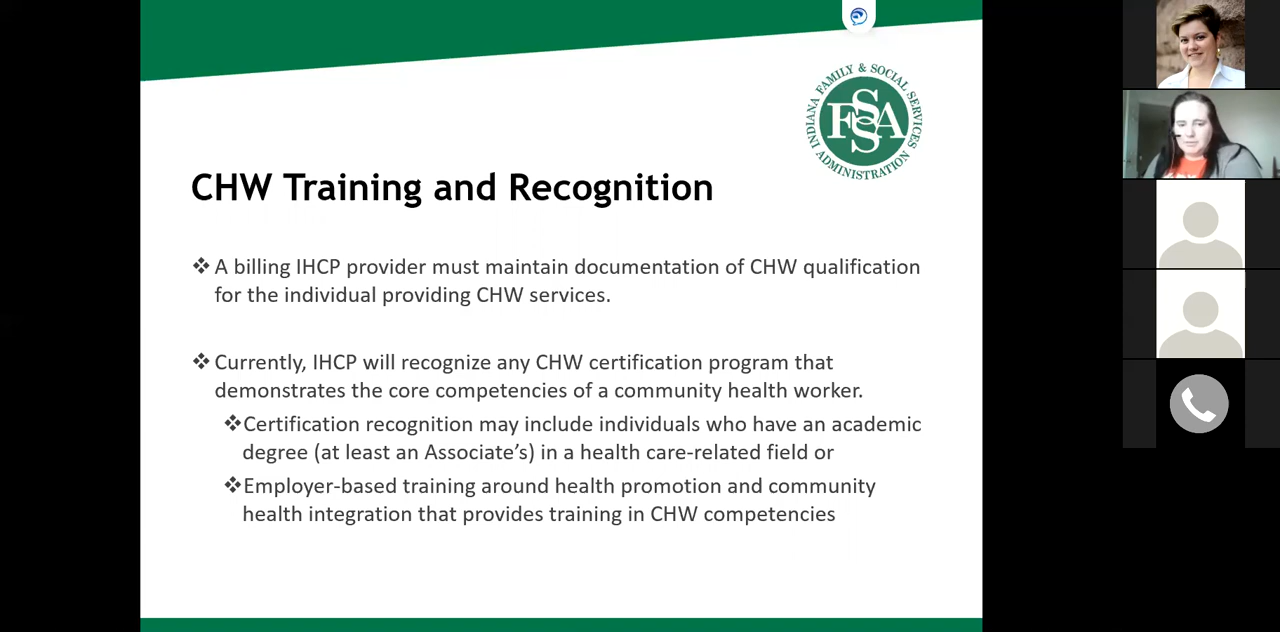 INDIANA FAMILY & SOCIAL SERVICES ADMINISTRATION
FSSA
CHW Training and Recognition
❖A billing IHCP provider must maintain documentation of CHW qualification
for the individual providing CHW services.
❖Currently, IHCP will recognize any CHW certification program that
demonstrates the core competencies of a community health worker.
❖Certification recognition may include individuals who have an academic
degree (at least an Associate's) in a health care-related field or
❖Employer-based training around health promotion and community
health integration that provides training in CHW competencies